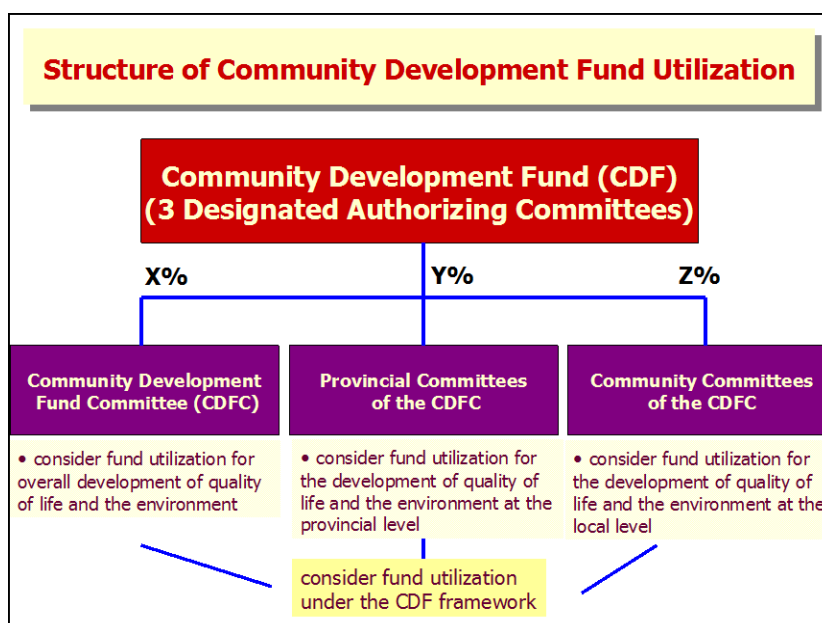 Structure of Community Development Fund Utilization
Community Development Fund (CDF)
(3 Designated Authorizing Committees)
X%
Y%
Z%
Community Development
Fund Committee (CDFC)
Provincial Committees
of the CDFC
Community Committees
of the CDFC
• consider fund utilization for
overall development of quality
of life and the environment
• consider fund utilization for
the development of quality of
life and the environment at the
provincial level
• consider fund utilization for
the development of quality of
life and the environment at the
local level
consider fund utilization
under the CDF framework